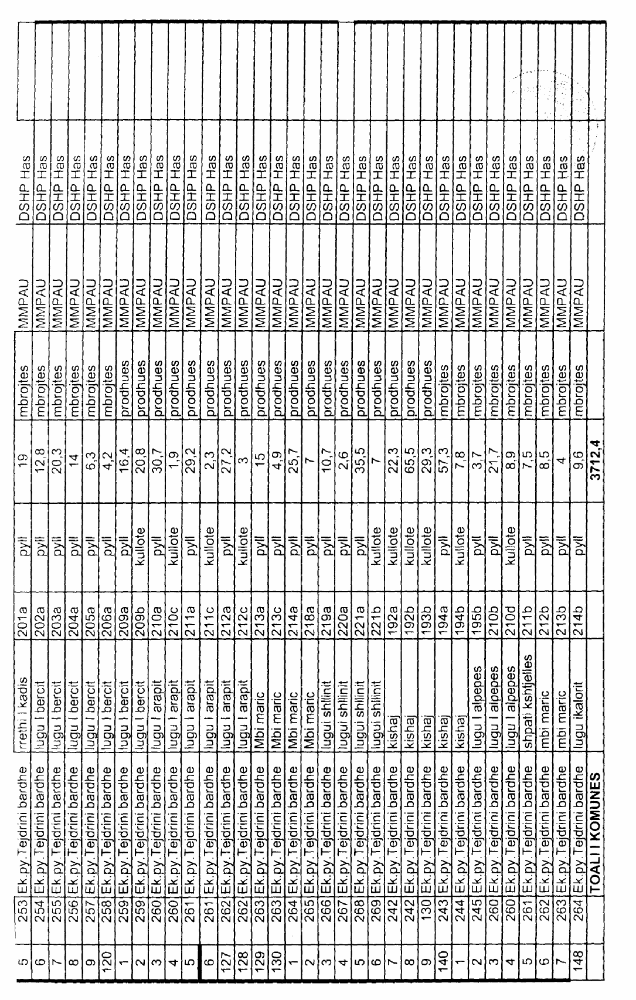 5 253 Ek.py.Tejdrini bardhe rrethi I kadis 201a pyll 19 mbrojtes MMPAU DSHP Has
6 254 Ek.py.Tejdrini bardhe lugu I bercit 202a pyll 12,8 mbrojtes MMPAU DSHP Has
7 255 Ek.py.Tejdrini bardhe lugu I bercit 203a pyll 20,3 mbrojtes MMPAU DSHP Has
8 256 Ek.py.Tejdrini bardhe lugu I bercit 204a pyll 14 mbrojtes MMPAU DSHP Has
9 257 Ek.py.Tejdrini bardhe lugu I bercit 205a pyll 6,3 mbrojtes MMPAU DSHP Has
120 258 Ek.py.Tejdrini bardhe lugu I bercit 206a pyll 4,2 mbrojtes MMPAU DSHP Has
1 259 Ek.py.Tejdrini bardhe lugu I bercit 209a pyll 16,4 prodhues MMPAU DSHP Has
2 259 Ek.py.Tejdrini bardhe lugu I bercit 209b kullote 20,8 prodhues MMPAU DSHP Has
3 260 Ek.py.Tejdrini bardhe lugu I arapit 210a pyll 30,7 prodhues MMPAU DSHP Has
4 260 Ek.py.Tejdrini bardhe lugu I arapit 210c kullote 1,9 prodhues MMPAU DSHP Has
5 261 Ek.py.Tejdrini bardhe lugu I arapit 211a pyll 29,2 prodhues MMPAU DSHP Has
6 261 Ek.py.Tejdrini bardhe lugu I arapit 211c kullote 2,3 prodhues MMPAU DSHP Has
127 262 Ek.py.Tejdrini bardhe lugu I arapit 212a pyll 27,2 prodhues MMPAU DSHP Has
128 262 Ek.py.Tejdrini bardhe lugu I arapit 212c kullote 3 prodhues MMPAU DSHP Has
129 263 Ek.py.Tejdrini bardhe Mbi maric 213a pyll 15 prodhues MMPAU DSHP Has
130 263 Ek.py.Tejdrini bardhe Mbi maric 213c pyll 4,9 prodhues MMPAU DSHP Has
1 264 Ek.py.Tejdrini bardhe Mbi maric 214a pyll 25,7 prodhues MMPAU DSHP Has
2 265 Ek.py.Tejdrini bardhe Mbi maric 218a pyll 7 prodhues MMPAU DSHP Has
3 266 Ek.py.Tejdrini bardhe lugui shllinit 219a pyll 10,7 prodhues MMPAU DSHP Has
4 267 Ek.py.Tejdrini bardhe lugui shllinit 220a pyll 2,6 prodhues MMPAU DSHP Has
5 268 Ek.py.Tejdrini bardhe lugui shllinit 221a pyll 35,5 prodhues MMPAU DSHP Has
6 269 Ek.py.Tejdrini bardhe lugui shllinit 221b kullote 7 prodhues MMPAU DSHP Has
7 242 Ek.py.Tejdrini bardhe kishaj 192a kullote 22,3 prodhues MMPAU DSHP Has
8 242 Ek.py.Tejdrini bardhe kishaj 192b kullote 65,5 prodhues MMPAU DSHP Has
9 130 Ek.py.Tejdrini bardhe kishaj 193b kullote 29,3 prodhues MMPAU DSHP Has
140 243 Ek.py.Tejdrini bardhe kishaj 194a pyll 57,3 mbrojtes MMPAU DSHP Has
1 244 Ek.py.Tejdrini bardhe kishaj 194b kullote 7,8 mbrojtes MMPAU DSHP Has
2 245 Ek.py.Tejdrini bardhe lugu I alpepes 195b pyll 3,7 mbrojtes MMPAU DSHP Has
3 260 Ek.py.Tejdrini bardhe lugu I alpepes 210b pyll 21,7 mbrojtes MMPAU DSHP Has
4 260 Ek.py.Tejdrini bardhe lugu I alpepes 210d kullote 8,9 mbrojtes MMPAU DSHP Has
5 261 Ek.py.Tejdrini bardhe shpati kshtjelles 211b pyll 7,5 mbrojtes MMPAU DSHP Has
6 262 Ek.py.Tejdrini bardhe mbi maric 212b pyll 8,5 mbrojtes MMPAU DSHP Has
7 263 Ek.py.Tejdrini bardhe mbi maric 213b pyll 4 mbrojtes MMPAU DSHP Has
148 264 Ek.py.Tejdrini bardhe lugu ikalorit 214b pyll 9,6 mbrojtes MMPAU DSHP Has
TOALI I KOMUNES 3712,4